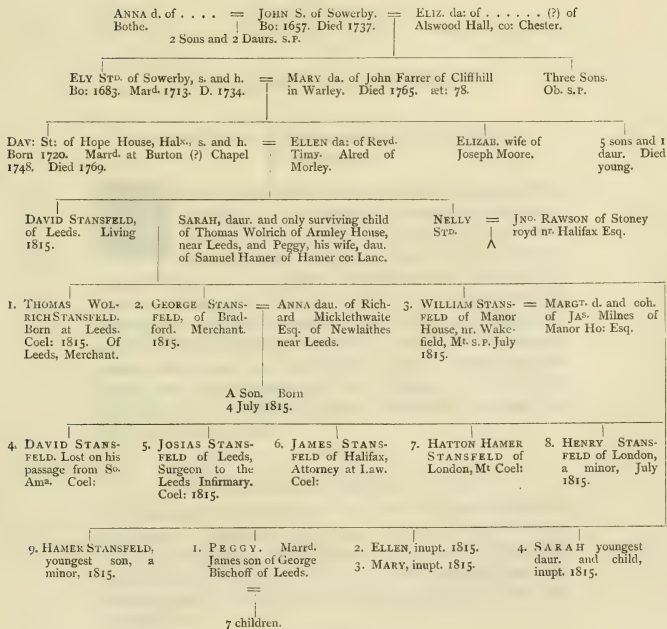 ANNA d. of . . . . = JOHN S. of Sowerby. = ELIZ. da: of . . . . . . (?) of
Bothe. Bo: 1657. Died 1737. Alswood Hall, co: Chester.
2 Sons and 2 Daurs. S.P.
ELY STD. of Sowerby, s. and h. = MARY da. of John Farrer of Cliffhill Three Sons.
Bo: 1683. Mard. 1713. D. 1734. in Warley. Died 1765. æt: 78. Ob. S.P.
DAV: St: of Hope House, Halx., s. and h. = ELLEN da: of Revd. ELIZAB. wife of 5 sons and 1
Born 1720. Marrd. at Burton (?) Chapel Timy. Alred of Joseph Moore. daur. Died
1748. Died 1769. Morley. young.
DAVID STANSFELD, SARAH, daur. and only surviving child NELLY = JNO. RAWSON of Stoney
of Leeds. Living of Thomas Wolrich of Armley House, STD. royd nr. Halifax Esq.
1815. near Leeds, and Peggy, his wife, dau.
of Samuel Hamer of Hamer co: Lanc.
1. THOMAS WOL- 2. GEORGE STANS- = ANNA dau. of Rich- 3. WILLIAM STANS- = MARGT. d. and coh.
RICH STANSFELD. FELD, of Brad- ard Micklethwaite FELD of Manor of JAS. Milnes of
Born at Leeds. ford. Merchant. Esq. of Newlaithes House, nr. Wake- Manor Ho: Esq.
Coel: 1815. Of 1815. near Leeds. field, Mt. S.P. July
Leeds, Merchant. 1815.
A Son. Born
4 July 1815.
4. DAVID STANS- 5. JOSIAS STANS- 6. JAMES STANS- 7. HATTON HAMER 8. HENRY STANS-
FELD. Lost on his FELD of Leeds, FELD of Halifax, STANSFELD of FELD of London,
passage from So. Surgeon to the Attorney at Law. London, Mt Coel: a minor, July
Ama. Coel: Leeds Infirmary. Coel: 1815.
Coel: 1815.
9. HAMER STANSFELD, 1. PEGGY. Marrd. 2. ELLEN, inupt. 1815. 4. SARAH youngest
youngest son, a James son of George 3. MARY, inupt. 1815. daur. and child,
minor, 1815. Bischoff of Leeds. inupt. 1815.
=
7 children.